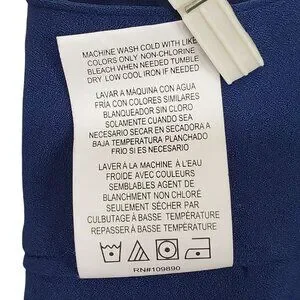 MACHINE WASH COLD WITH LIKE
COLORS ONLY NON-CHLORINE
BLEACH WHEN NEEDED TUMBLE
DRY LOW COOL IRON IF NEEDED
LAVAR A MÁQUINA CON AGUA
FRÍA CON COLORES SIMILARES
BLANQUEADOR SIN CLORO
SOLAMENTE CUANDO SEA
NECESARIO SECAR EN SECADORA A
BAJA TEMPERATURA PLANCHADO
FRIO SI ES NECESARIO
LAVER À LA MACHINE À L'EAU
FROIDE AVEC COULEURS
SEMBLABLES AGENT DE
BLANCHMENT NON CHLORÉ
SEULEMENT SÉCHER PAR
CULBUTAGE À BASSE TEMPÉRATURE
REPASSER À BASSE TEMPÉRATURE
RN#109890